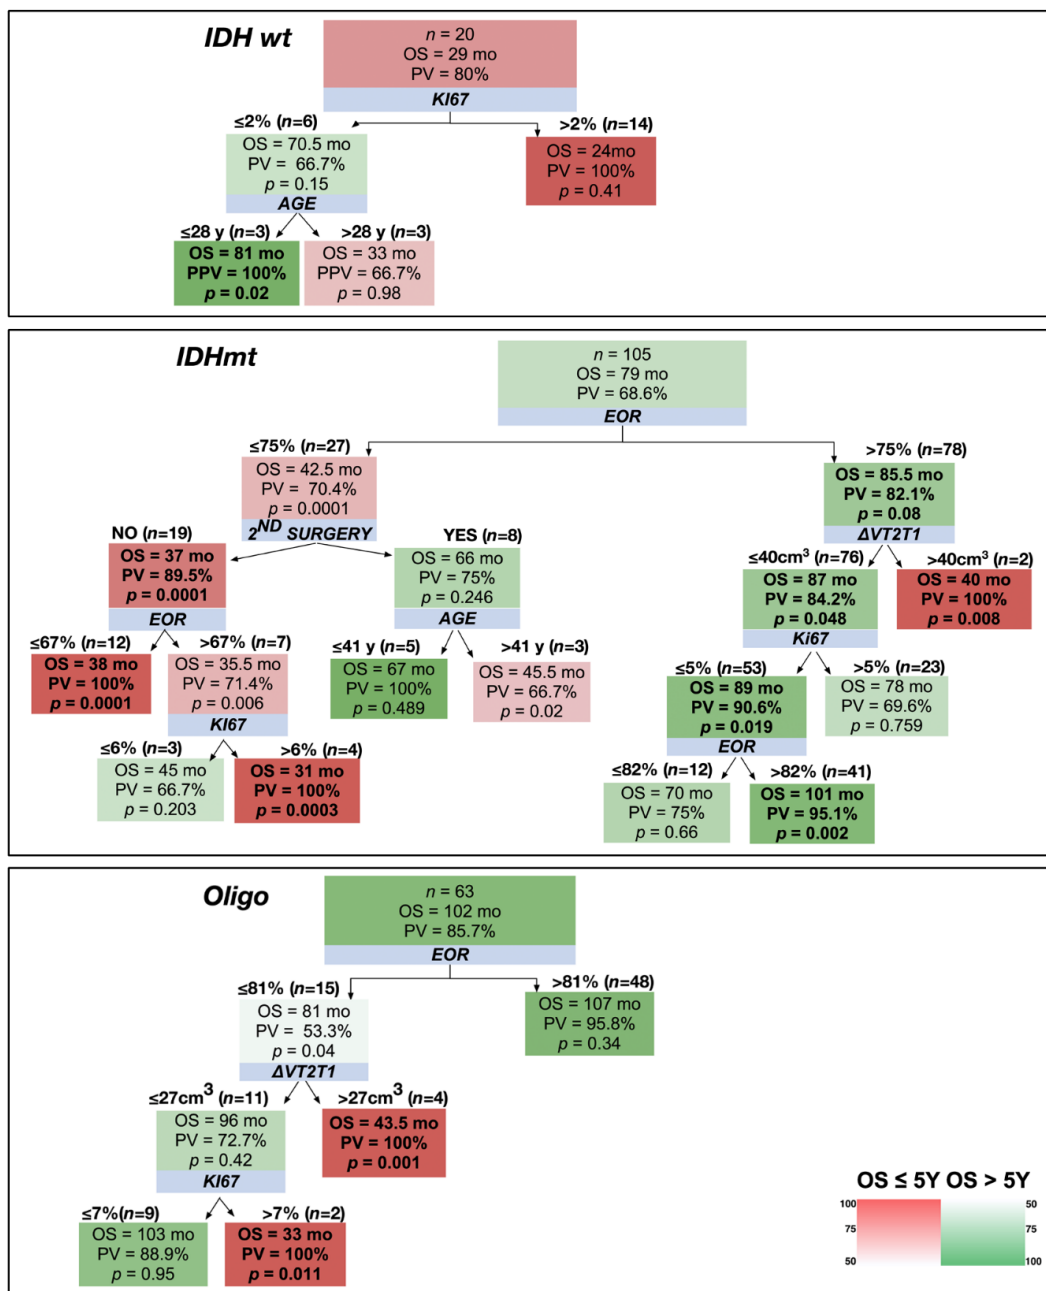 IDH wt
n = 20
OS = 29 mo
PV = 80%
KI67
≤2% (n=6)
OS = 70.5 mo
PV = 66.7%
p = 0.15
AGE
>2% (n=14)
OS = 24mo
PV = 100%
p = 0.41
≤28 y (n=3)
OS = 81 mo
PPV = 100%
p = 0.02
>28 y (n=3)
OS = 33 mo
PPV = 66.7%
p = 0.98
IDHmt
n = 105
OS = 79 mo
PV = 68.6%
EOR
≤75% (n=27)
OS = 42.5 mo
PV = 70.4%
p = 0.0001
2ND SURGERY
>75% (n=78)
OS = 85.5 mo
PV = 82.1%
p = 0.08
ΔVT2T1
NO (n=19)
OS = 37 mo
PV = 89.5%
p = 0.0001
EOR
YES (n=8)
OS = 66 mo
PV = 75%
p = 0.246
AGE
≤40cm³ (n=76)
OS = 87 mo
PV = 84.2%
p = 0.048
Ki67
>40cm³ (n=2)
OS = 40 mo
PV = 100%
p = 0.008
≤67% (n=12)
OS = 38 mo
PV = 100%
p = 0.0001
>67% (n=7)
OS = 35.5 mo
PV = 71.4%
p = 0.006
KI67
≤41 y (n=5)
OS = 67 mo
PV = 100%
p = 0.489
>41 y (n=3)
OS = 45.5 mo
PV = 66.7%
p = 0.02
≤5% (n=53)
OS = 89 mo
PV = 90.6%
p = 0.019
EOR
>5% (n=23)
OS = 78 mo
PV = 69.6%
p = 0.759
≤6% (n=3)
OS = 45 mo
PV = 66.7%
p = 0.203
>6% (n=4)
OS = 31 mo
PV = 100%
p = 0.0003
≤82% (n=12)
OS = 70 mo
PV = 75%
p = 0.66
>82% (n=41)
OS = 101 mo
PV = 95.1%
p = 0.002
Oligo
n = 63
OS = 102 mo
PV = 85.7%
EOR
≤81% (n=15)
OS = 81 mo
PV = 53.3%
p = 0.04
ΔVT2T1
>81% (n=48)
OS = 107 mo
PV = 95.8%
p = 0.34
≤27cm³ (n=11)
OS = 96 mo
PV = 72.7%
p = 0.42
KI67
>27cm³ (n=4)
OS = 43.5 mo
PV = 100%
p = 0.001
≤7%(n=9)
OS = 103 mo
PV = 88.9%
p = 0.95
>7% (n=2)
OS = 33 mo
PV = 100%
p = 0.011
OS ≤ 5Y OS > 5Y
100 50
75 75
50 100